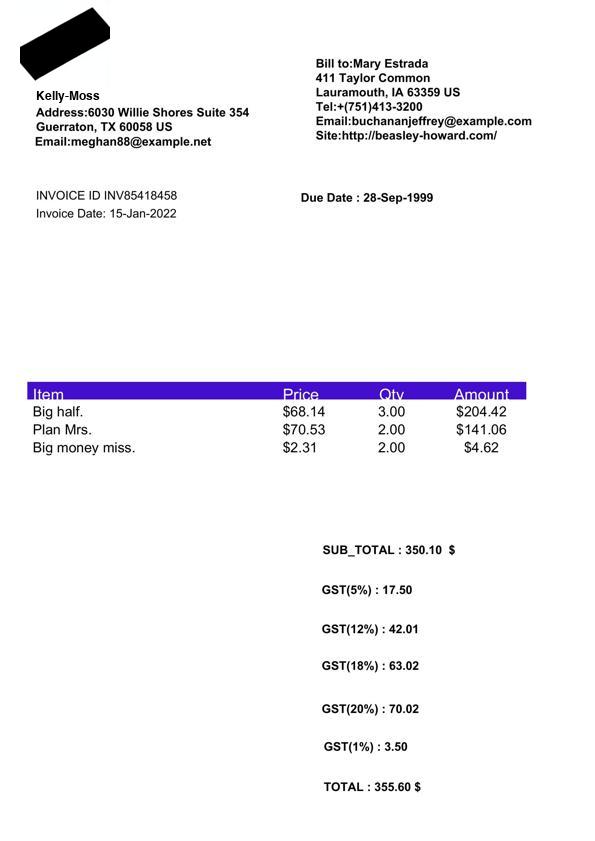 Kelly-Moss
Address:6030 Willie Shores Suite 354
Guerraton, TX 60058 US
Email:meghan88@example.net
Bill to:Mary Estrada
411 Taylor Common
Lauramouth, IA 63359 US
Tel:+(751)413-3200
Email:buchananjeffrey@example.com
Site:http://beasley-howard.com/
INVOICE ID INV85418458
Invoice Date: 15-Jan-2022
Due Date : 28-Sep-1999
Item Price Qty Amount
Big half. $68.14 3.00 $204.42
Plan Mrs. $70.53 2.00 $141.06
Big money miss. $2.31 2.00 $4.62
SUB_TOTAL : 350.10 $
GST(5%) : 17.50
GST(12%) : 42.01
GST(18%) : 63.02
GST(20%) : 70.02
GST(1%) : 3.50
TOTAL : 355.60 $